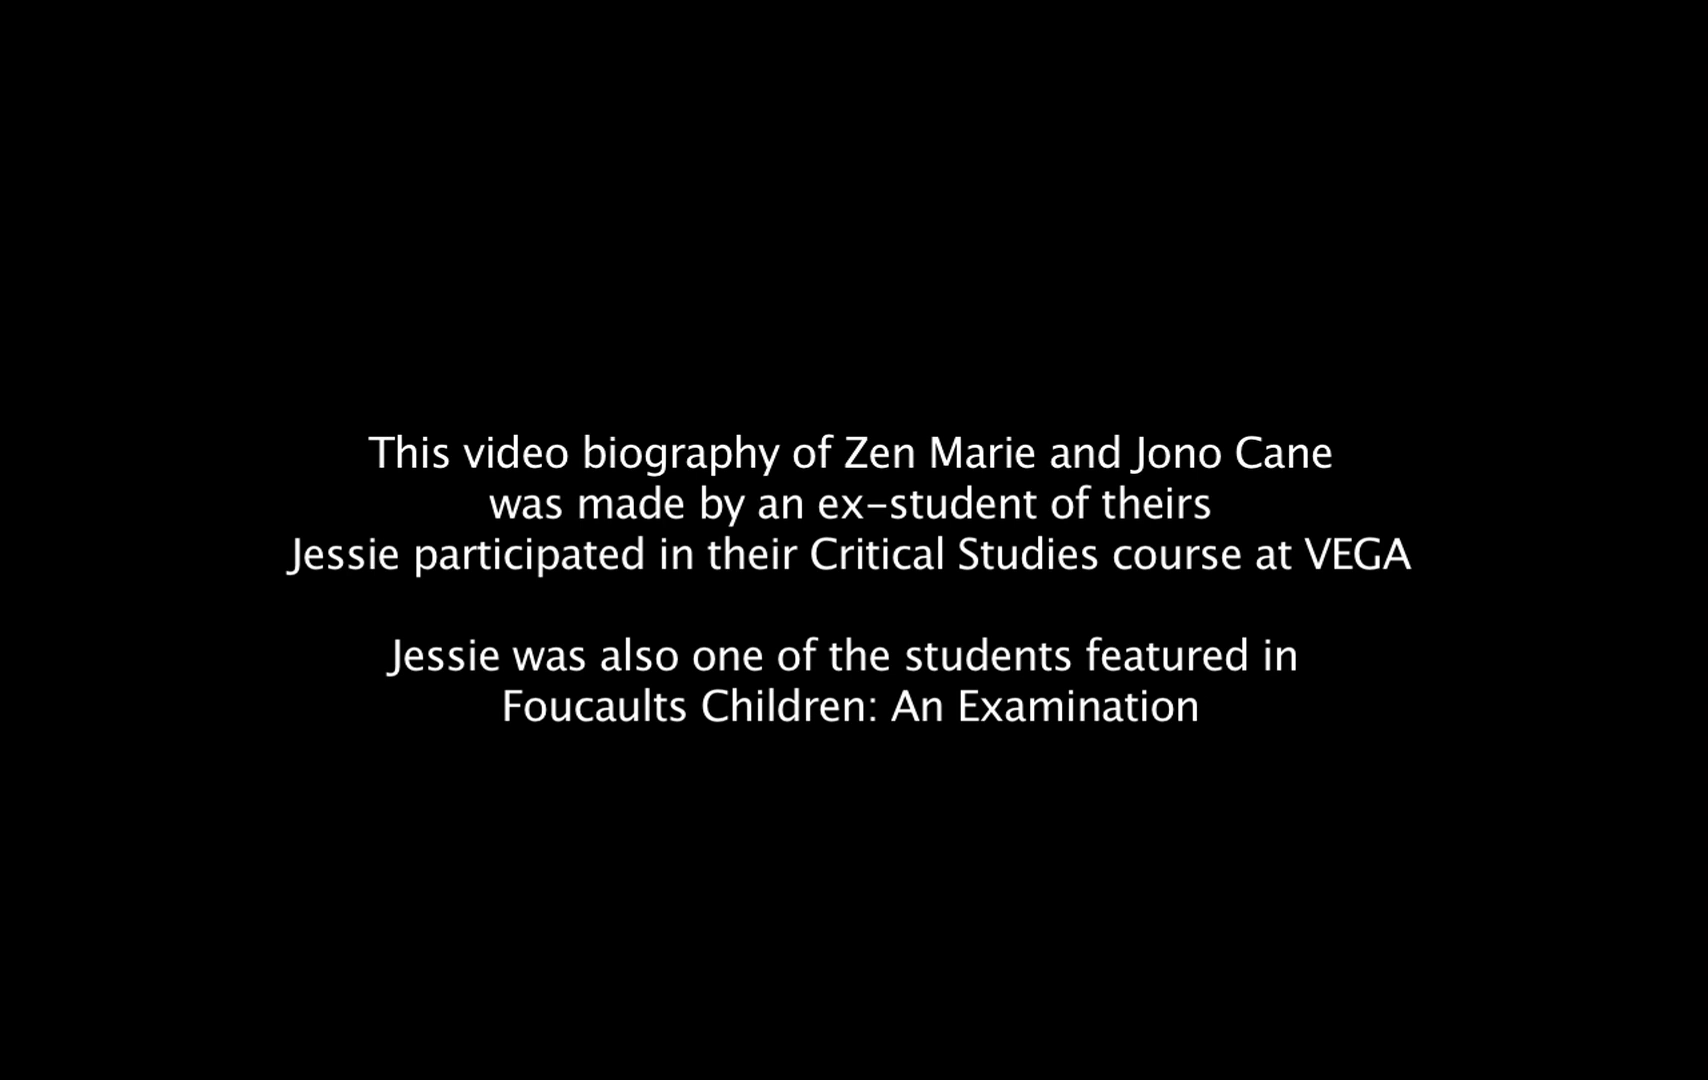 This video biography of Zen Marie and Jono Cane
was made by an ex-student of theirs
Jessie participated in their Critical Studies course at VEGA
Jessie was also one of the students featured in
Foucaults Children: An Examination